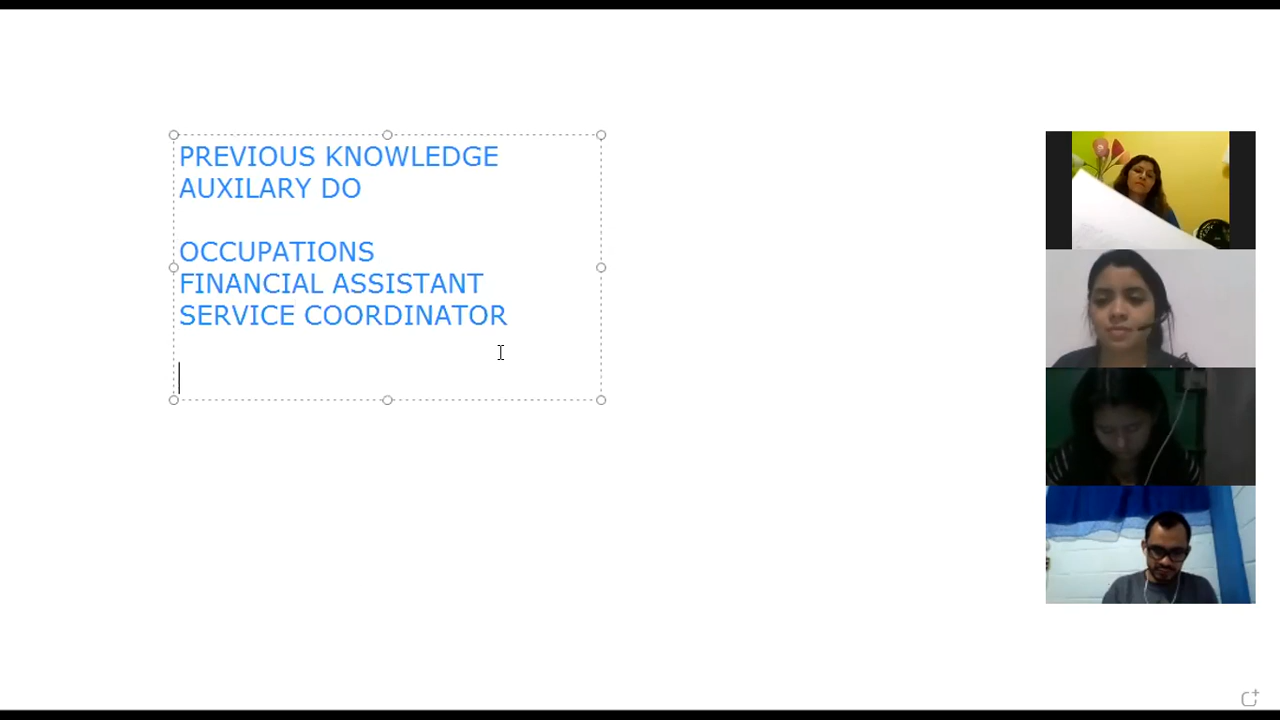 PREVIOUS KNOWLEDGE
AUXILARY DO
OCCUPATIONS
FINANCIAL ASSISTANT
SERVICE COORDINATOR